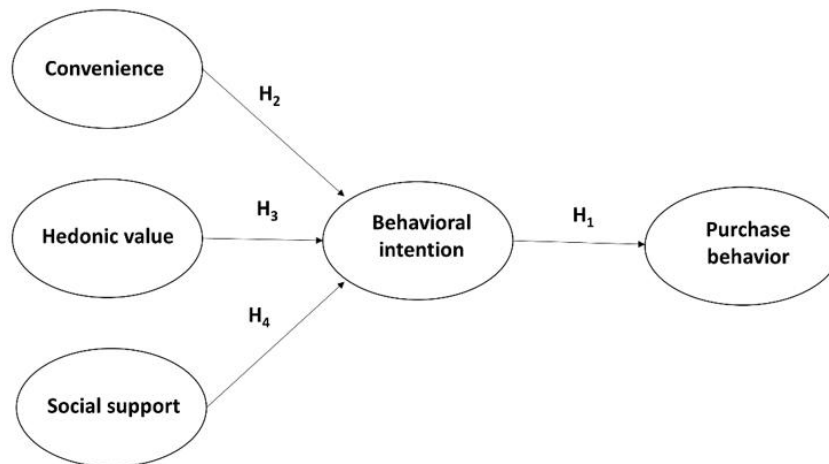 Convenience
H₂
Hedonic value
H₃
Behavioral
intention
H₁
Purchase
behavior
H₄
Social support